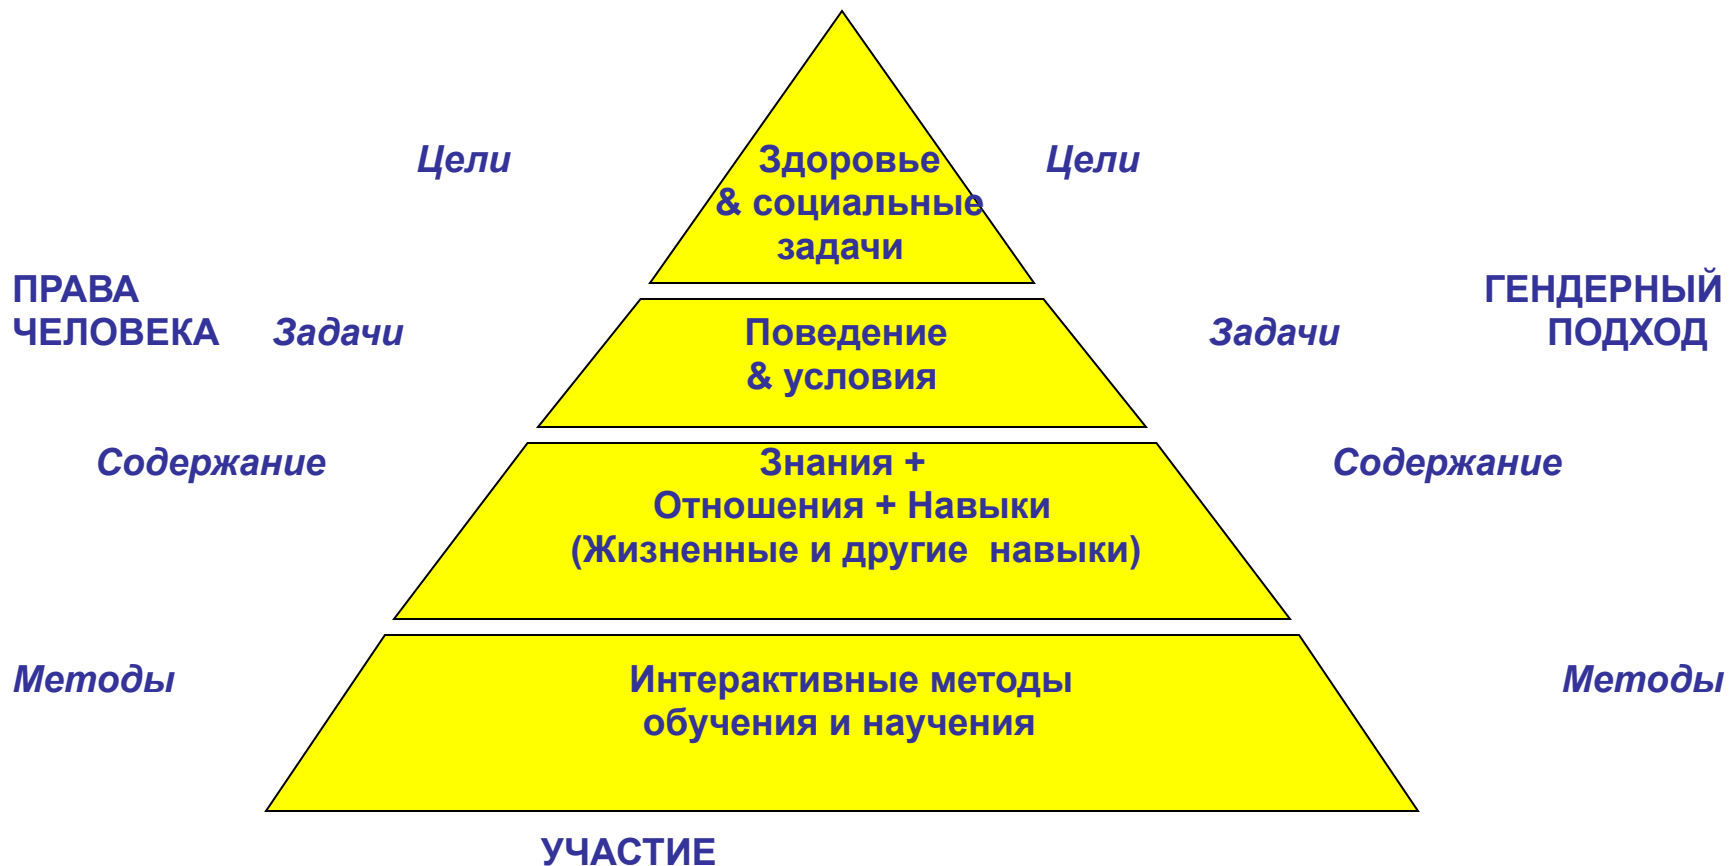 Цели Здоровье Цели
& социальные
задачи
ПРАВА ГЕНДЕРНЫЙ
ЧЕЛОВЕКА Задачи Поведение Задачи ПОДХОД
& условия
Содержание Знания + Содержание
Отношения + Навыки
(Жизненные и другие навыки)
Методы Интерактивные методы Методы
обучения и научения
УЧАСТИЕ